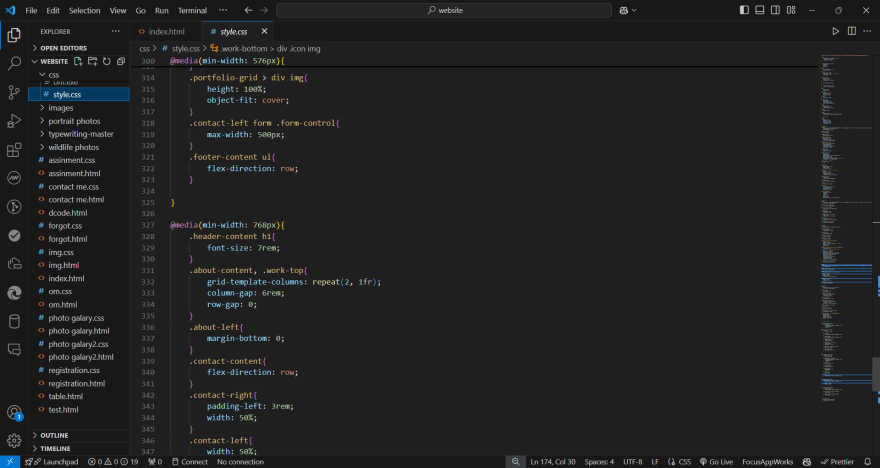 File Edit Selection View Go Run Terminal ···
website
EXPLORER ···
index.html
style.css
OPEN EDITORS
css > # style.css > .work-bottom > div .icon img
WEBSITE
css
style.css
images
portrait photos
typewriting-master
wildlife photos
assinment.css
assinment.html
contact me.css
contact me.html
dcode.html
forgot.css
forgot.html
img.css
img.html
index.html
om.css
om.html
photo galary.css
photo galary.html
photo galary2.css
photo galary2.html
registration.css
registration.html
table.html
test.html
OUTLINE
TIMELINE
300 @media(min-width: 576px){
314 .portfolio-grid > div img{
315 height: 100%;
316 object-fit: cover;
317 }
318 .contact-left form .form-control{
319 max-width: 500px;
320 }
321 .footer-content ul{
322 flex-direction: row;
323 }
324
325 }
326
327 @media(min-width: 768px){
328 .header-content h1{
329 font-size: 7rem;
330 }
331 .about-content, .work-top{
332 grid-template-columns: repeat(2, 1fr);
333 column-gap: 6rem;
334 row-gap: 0;
335 }
336 .about-left{
337 margin-bottom: 0;
338 }
339 .contact-content{
340 flex-direction: row;
341 }
342 .contact-right{
343 padding-left: 3rem;
344 width: 50%;
345 }
346 .contact-left{
347 width: 50%;
1
Launchpad 0 0 19 0 Connect No connection Ln 174, Col 30 Spaces: 4 UTF-8 LF CSS Go Live FocusAppWorks Prettier